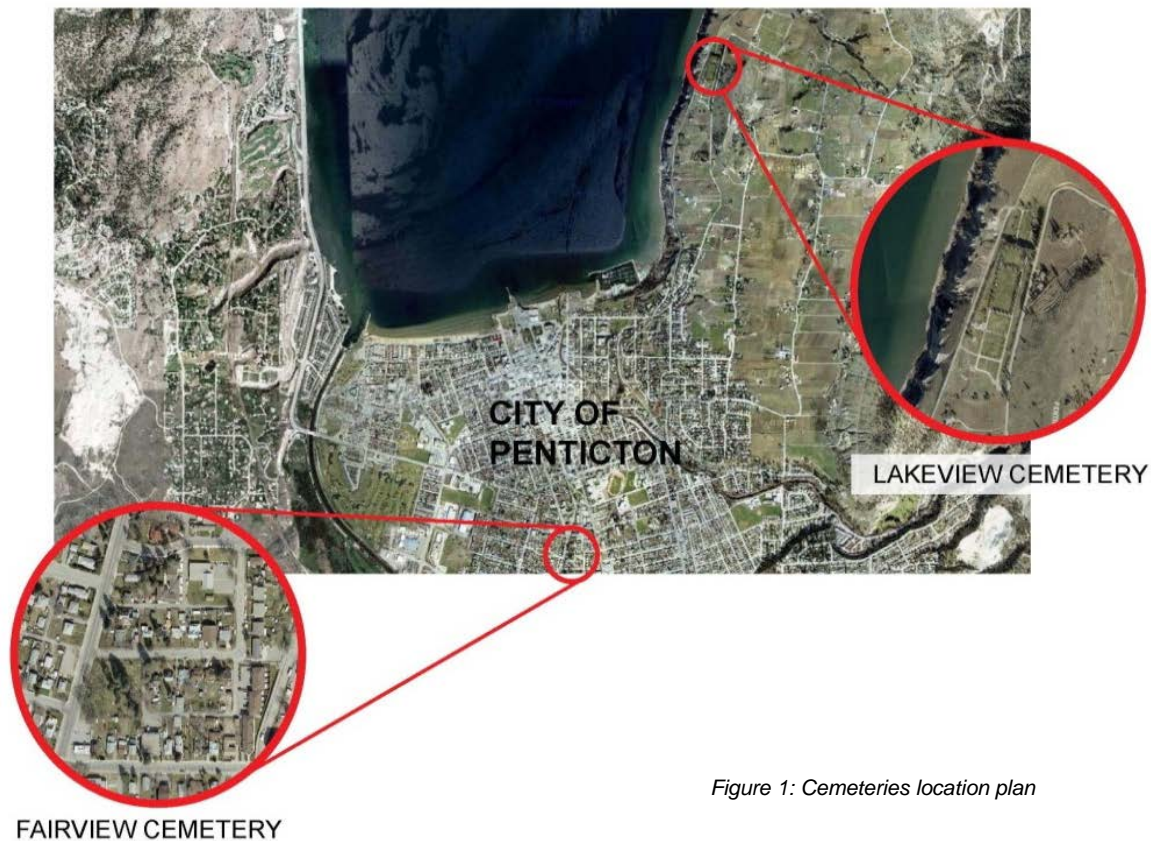 CITY OF
PENTICTON
LAKEVIEW CEMETERY
Figure 1: Cemeteries location plan
FAIRVIEW CEMETERY